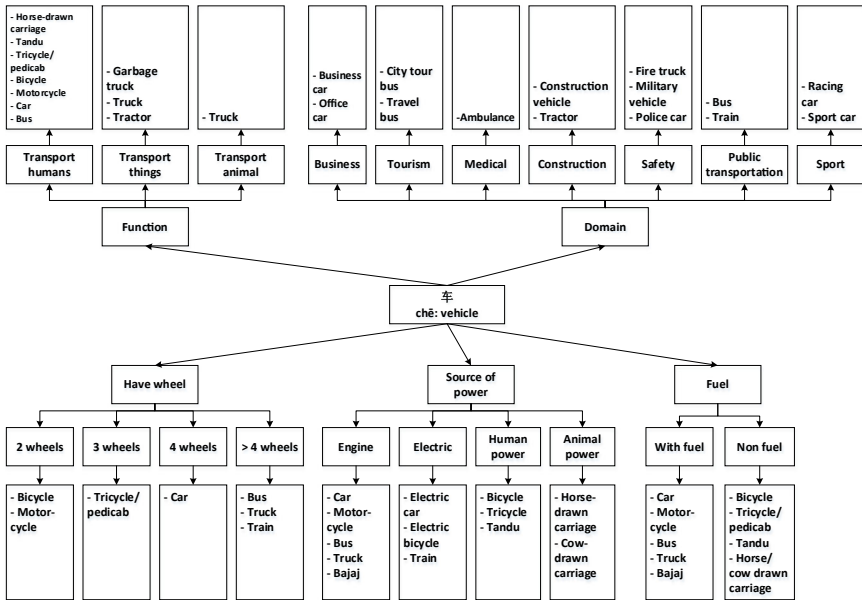 - Horse-drawn
carriage
- Tandu
- Tricycle/
pedicab
- Bicycle
- Motorcycle
- Car
- Bus
- Garbage
truck
- Truck
- Tractor
- Truck
- Business
car
- Office
car
- City tour
bus
- Travel
bus
-Ambulance
- Construction
vehicle
- Tractor
- Fire truck
- Military
vehicle
- Police car
- Bus
- Train
- Racing
car
- Sport car
Transport
humans
Transport
things
Transport
animal
Business
Tourism
Medical
Construction
Safety
Public
transportation
Sport
Function
Domain
车
chē: vehicle
Have wheel
Source of
power
Fuel
2 wheels
3 wheels
4 wheels
> 4 wheels
Engine
Electric
Human
power
Animal
power
With fuel
Non fuel
- Bicycle
- Motor-
cycle
- Tricycle/
pedicab
- Car
- Bus
- Truck
- Train
- Car
- Motor-
cycle
- Bus
- Truck
- Bajaj
- Electric
car
- Electric
bicycle
- Train
- Bicycle
- Tricycle
- Tandu
- Horse-
drawn
carriage
- Cow-
drawn
carriage
- Car
- Motor-
cycle
- Bus
- Truck
- Bajaj
- Bicycle
- Tricycle/
pedicab
- Tandu
- Horse/
cow drawn
carriage